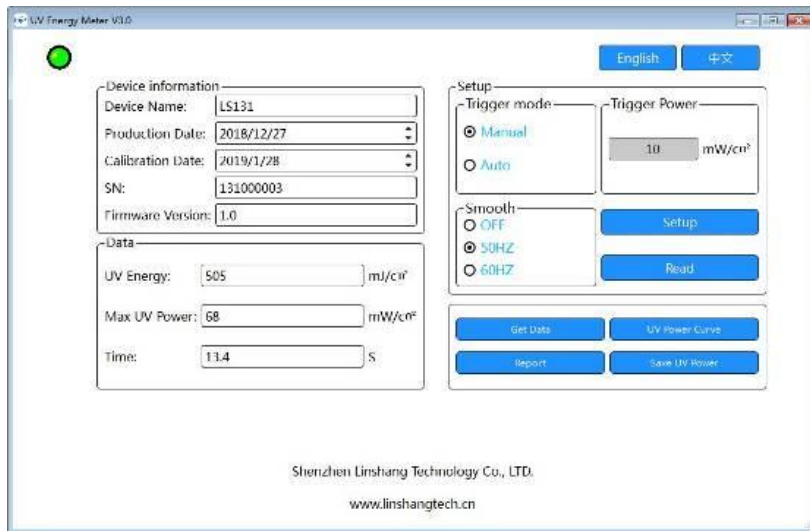 UV Energy Meter V3.0
English
中文
Device information
Device Name: LS131
Production Date: 2018/12/27
Calibration Date: 2019/1/28
SN: 131000003
Firmware Version: 1.0
Data
UV Energy: 505 mJ/cm²
Max UV Power: 68 mW/cm²
Time: 13.4 S
Setup
Trigger mode
Manual
Auto
Trigger Power
10 mW/cm²
Smooth
OFF
50HZ
60HZ
Setup
Read
Get Data
UV Power Curve
Report
Save UV Power
Shenzhen Linshang Technology Co., LTD.
www.linshangtech.cn